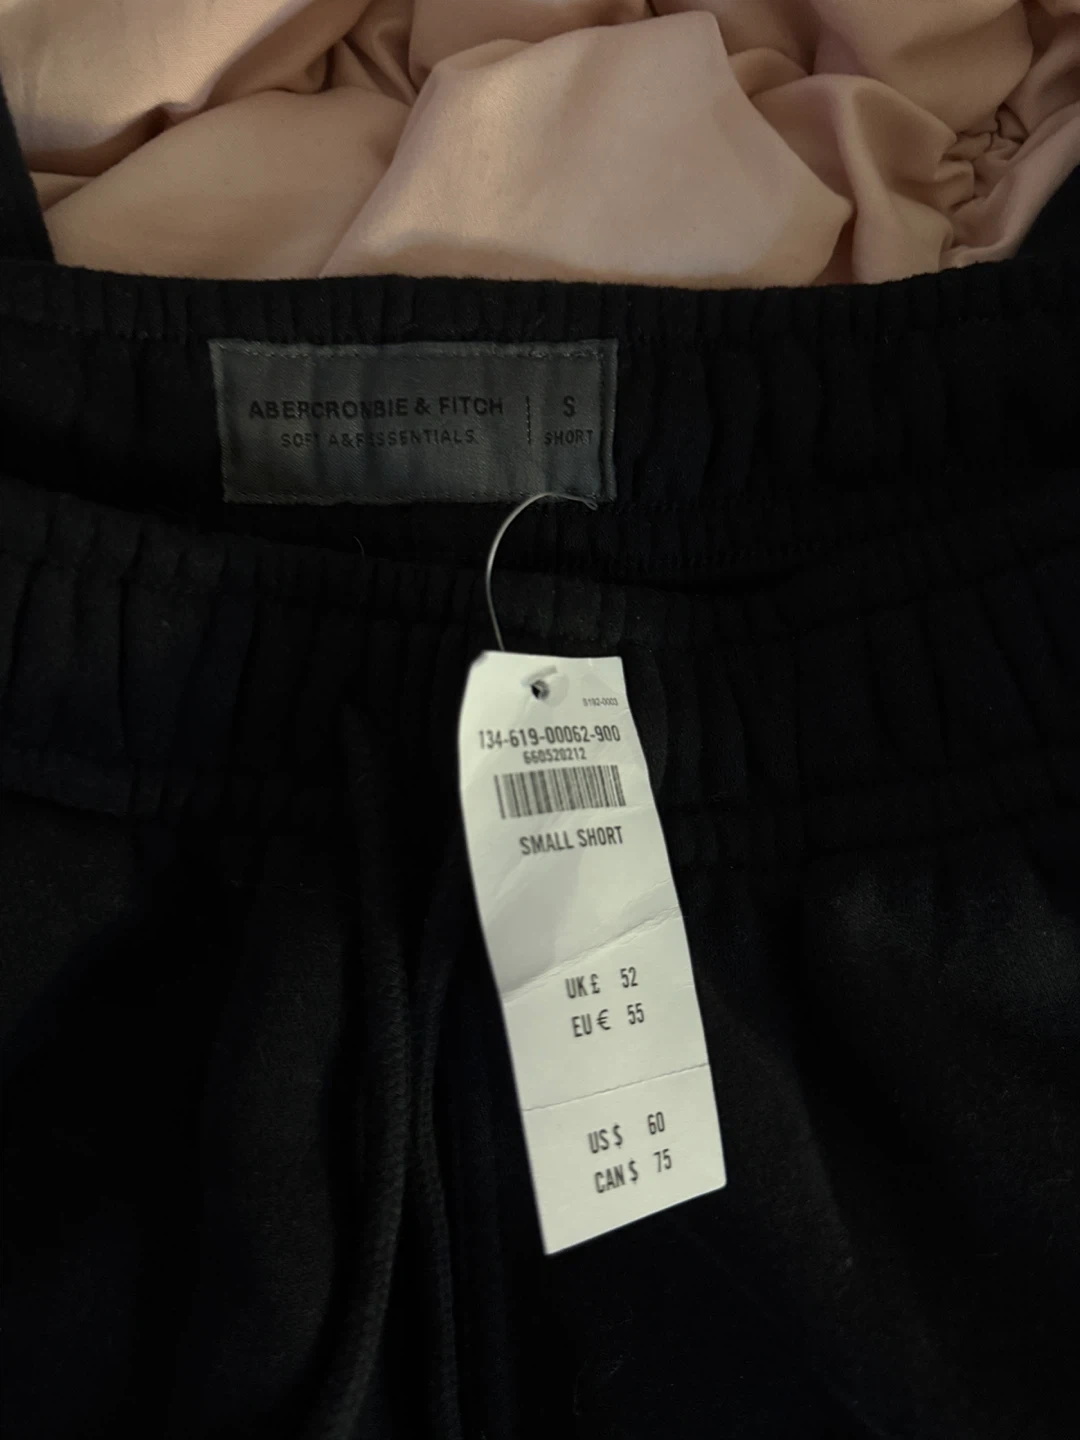 ABERCROMBIE & FITCH
SOFT A&F ESSENTIALS
S
SHORT
134-619-00062-900
660520212
SMALL SHORT
UK £ 52
EU € 55
US $ 60
CAN $ 75